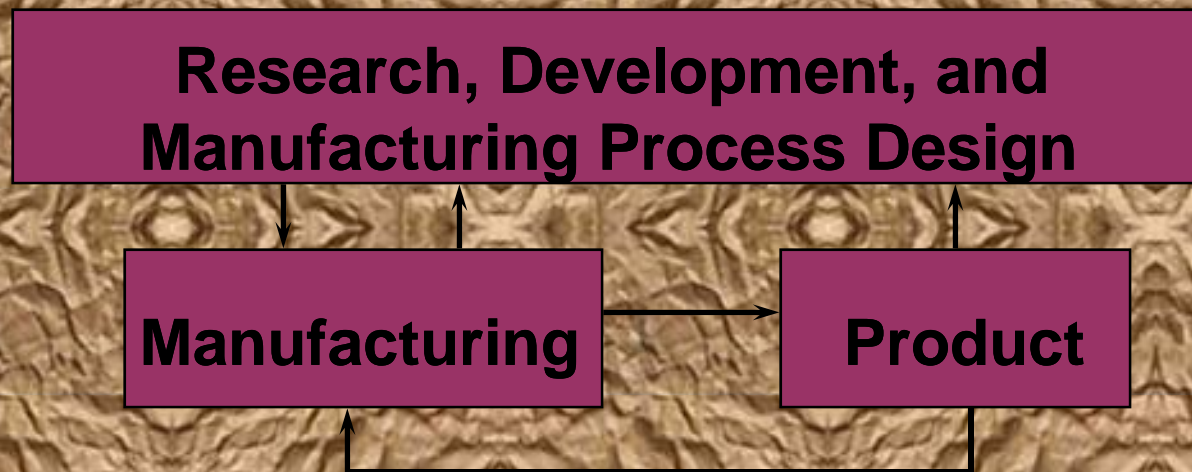 Research, Development, and
Manufacturing Process Design
Manufacturing
Product